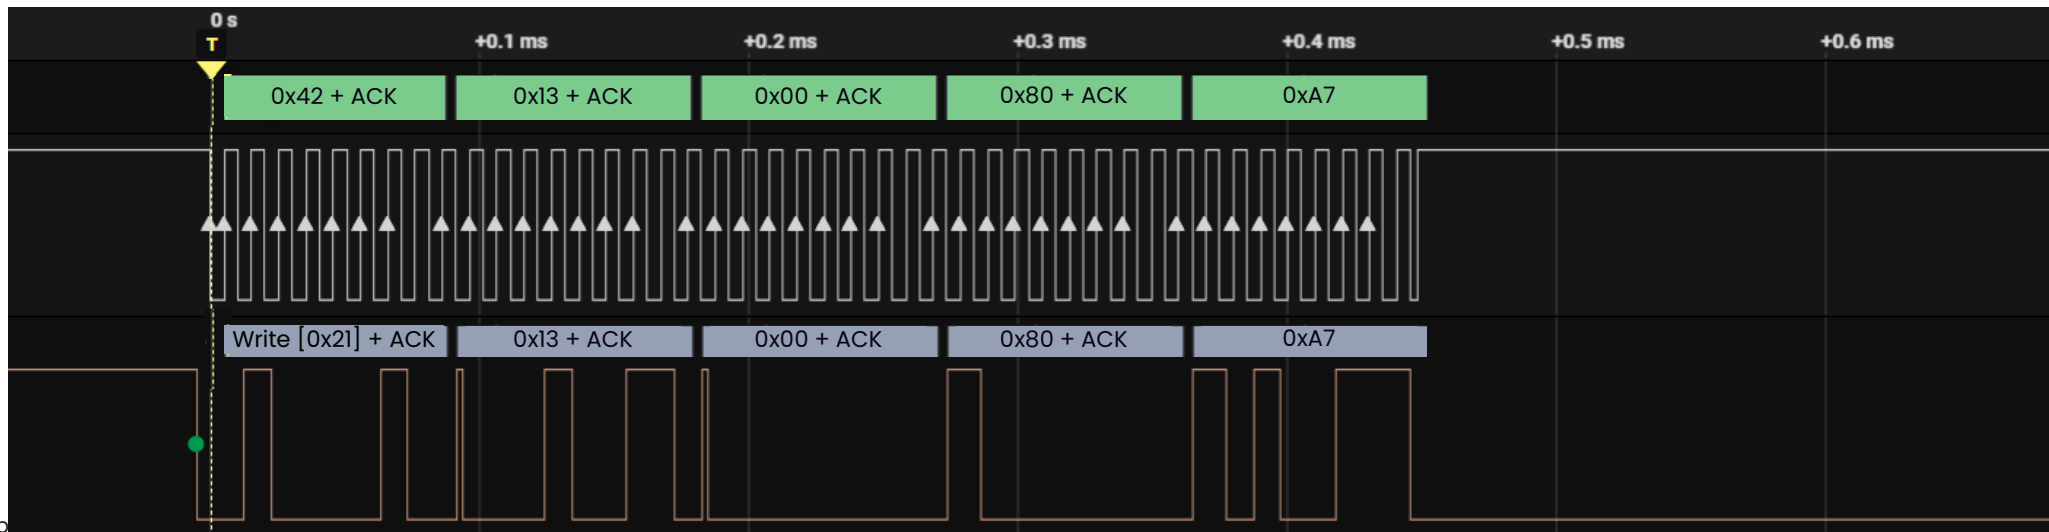 0 s
T
+0.1 ms +0.2 ms +0.3 ms +0.4 ms +0.5 ms +0.6 ms
0x42 + ACK 0x13 + ACK 0x00 + ACK 0x80 + ACK 0xA7
Write [0x21] + ACK 0x13 + ACK 0x00 + ACK 0x80 + ACK 0xA7